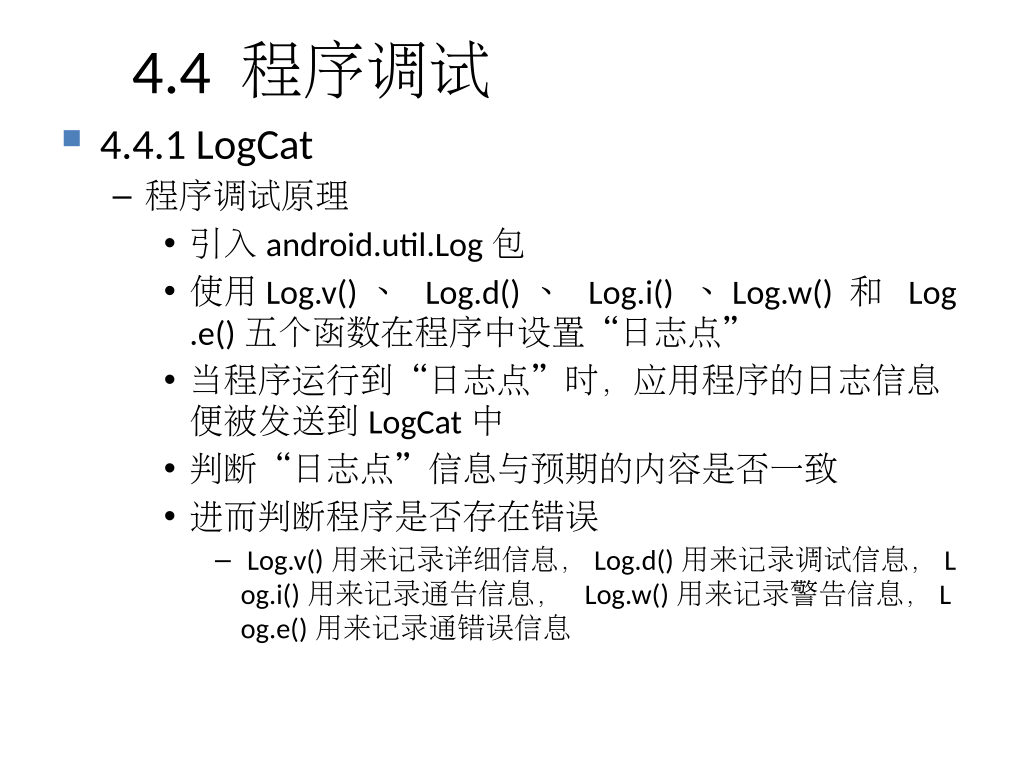 4.4 程序调试
4.4.1 LogCat
– 程序调试原理
• 引入 android.util.Log 包
• 使用 Log.v() 、 Log.d() 、 Log.i() 、 Log.w() 和 Log
.e() 五个函数在程序中设置“日志点”
• 当程序运行到“日志点”时，应用程序的日志信息
便被发送到 LogCat 中
• 判断“日志点”信息与预期的内容是否一致
• 进而判断程序是否存在错误
– Log.v() 用来记录详细信息， Log.d() 用来记录调试信息， L
og.i() 用来记录通告信息， Log.w() 用来记录警告信息， L
og.e() 用来记录通错误信息